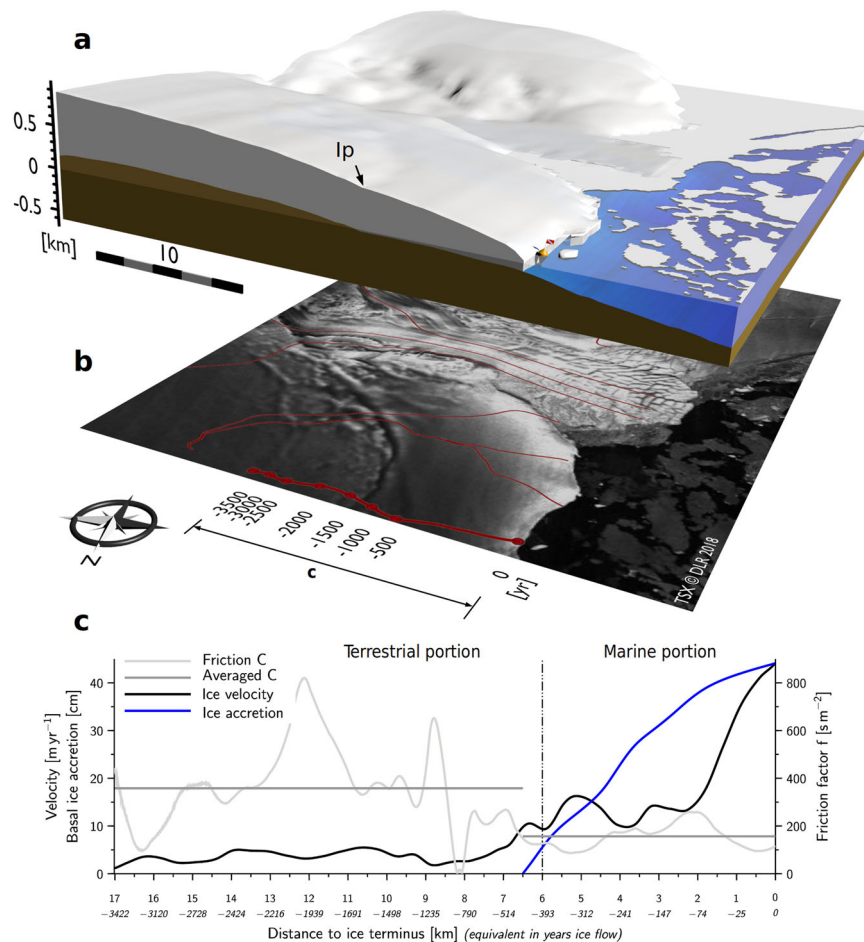 a
Ip
0.5
0
-0.5
[km]
10
b
-3500
-3000
-2500
-2000
-1500
-1000
-500
0
[yr]
c
N
TSX © DLR 2018
c
Terrestrial portion
Marine portion
Friction C
Averaged C
Ice velocity
Ice accretion
Velocity [m yr⁻¹]
Basal ice accretion [cm]
40
30
20
10
0
800
600
400
200
0
Friction factor f [s m⁻²]
17 16 15 14 13 12 11 10 9 8 7 6 5 4 3 2 1 0
−3422 −3120 −2728 −2424 −2216 −1939 −1691 −1498 −1235 −790 −514 −393 −312 −241 −147 −74 −25 0
Distance to ice terminus [km] (equivalent in years ice flow)